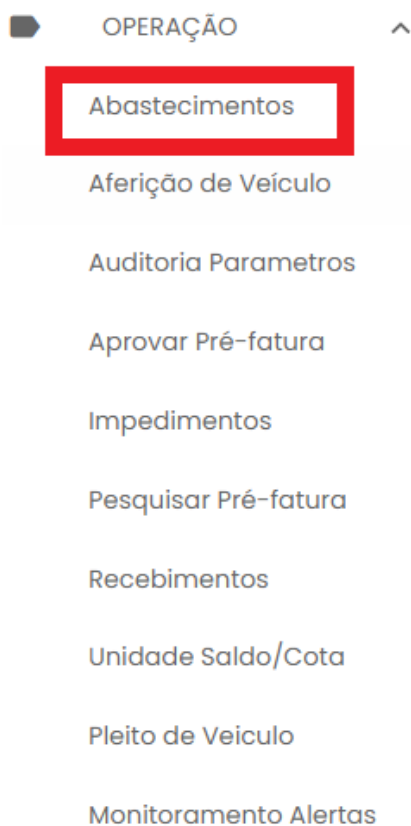 OPERAÇÃO
Abastecimentos
Aferição de Veículo
Auditoria Parametros
Aprovar Pré-fatura
Impedimentos
Pesquisar Pré-fatura
Recebimentos
Unidade Saldo/Cota
Pleito de Veiculo
Monitoramento Alertas